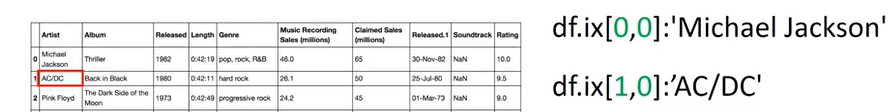 Artist Album Released Length Genre Music Recording Sales (millions) Claimed Sales (millions) Released.1 Soundtrack Rating
0 Michael Jackson Thriller 1982 0:42:19 pop, rock, R&B 46.0 65 30-Nov-82 NaN 10.0
1 AC/DC Back in Black 1980 0:42:11 hard rock 26.1 50 25-Jul-80 NaN 9.5
2 Pink Floyd The Dark Side of the Moon 1973 0:42:49 progressive rock 24.2 45 01-Mar-73 NaN 9.0
df.ix[0,0]:'Michael Jackson'
df.ix[1,0]:’AC/DC'